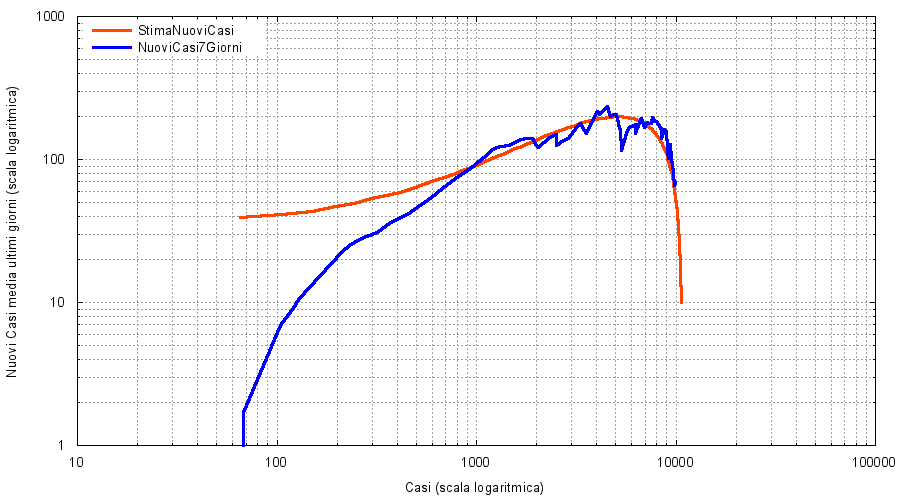 1000
StimaNuoviCasi
NuoviCasi7Giorni
100
10
1
10
100
1000
10000
100000
Nuovi Casi media ultimi giorni (scala logaritmica)
Casi (scala logaritmica)